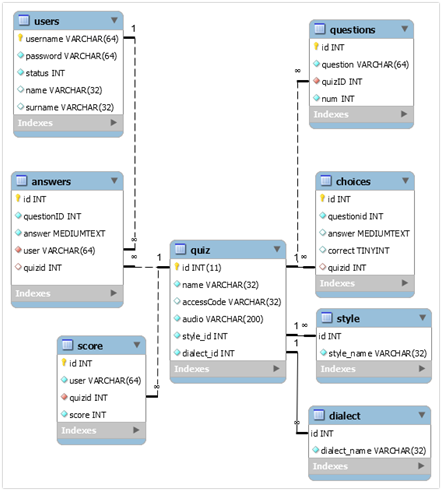 users
username VARCHAR(64)
password VARCHAR(64)
status INT
name VARCHAR(32)
surname VARCHAR(32)
Indexes
questions
id INT
question VARCHAR(64)
quizID INT
num INT
Indexes
answers
id INT
questionID INT
answer MEDIUMTEXT
user VARCHAR(64)
quizid INT
Indexes
quiz
id INT(11)
name VARCHAR(32)
accessCode VARCHAR(32)
audio VARCHAR(200)
style_id INT
dialect_id INT
Indexes
choices
id INT
questionid INT
answer MEDIUMTEXT
correct TINYINT
quizid INT
Indexes
score
id INT
user VARCHAR(64)
quizid INT
score INT
Indexes
style
id INT
style_name VARCHAR(32)
Indexes
dialect
id INT
dialect_name VARCHAR(32)
Indexes
1
∞
∞
∞
1
1
∞
1
∞
1
∞
∞